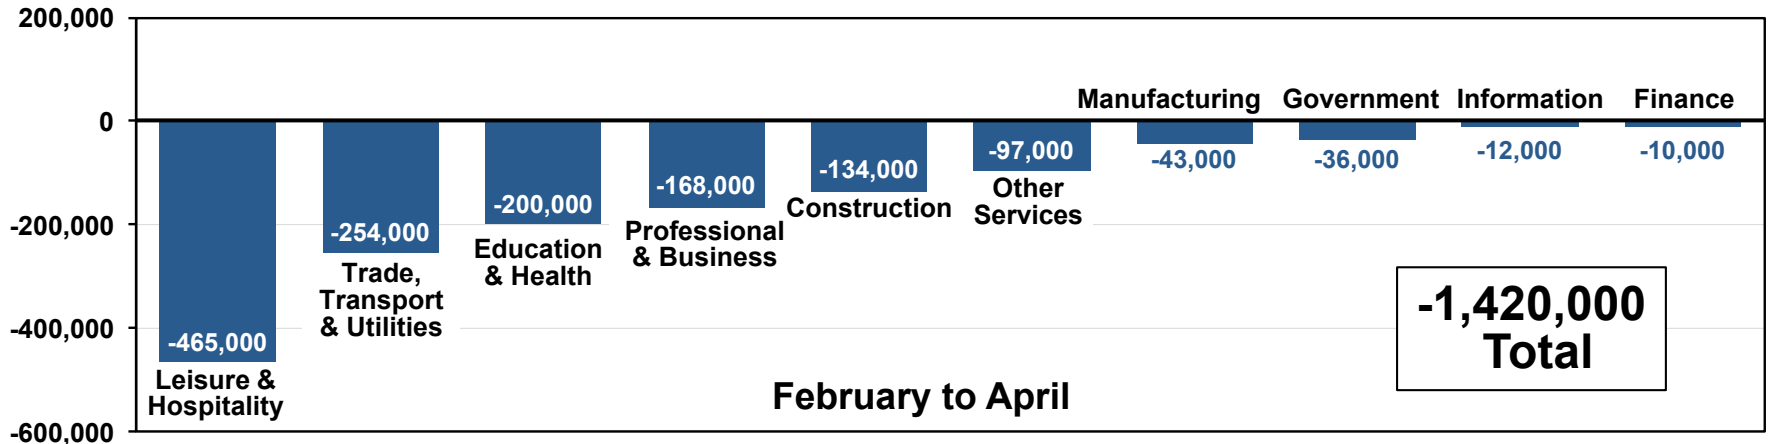 200,000
0
-200,000
-400,000
-600,000
-465,000
Leisure &
Hospitality
-254,000
Trade,
Transport
& Utilities
-200,000
Education
& Health
-168,000
Professional
& Business
-134,000
Construction
-97,000
Other
Services
Manufacturing
-43,000
Government
-36,000
Information
-12,000
Finance
-10,000
-1,420,000
Total
February to April